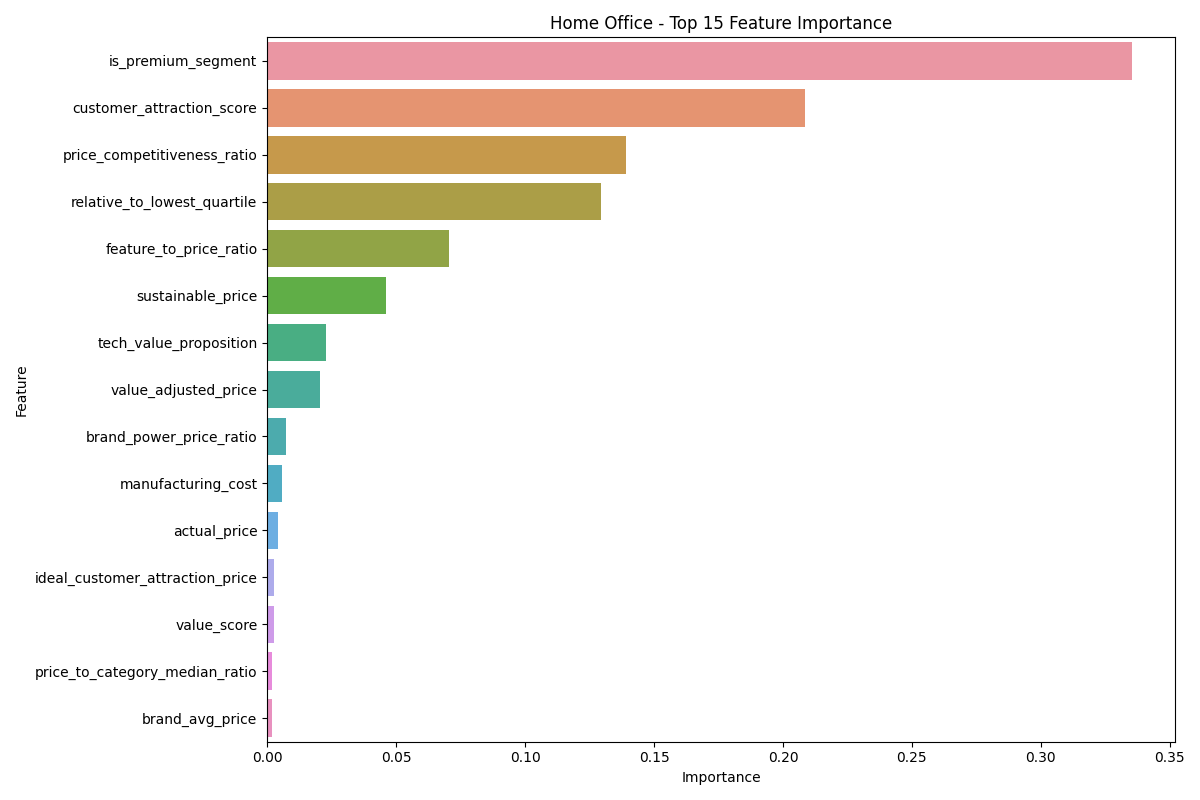 Home Office - Top 15 Feature Importance
Feature
is_premium_segment
customer_attraction_score
price_competitiveness_ratio
relative_to_lowest_quartile
feature_to_price_ratio
sustainable_price
tech_value_proposition
value_adjusted_price
brand_power_price_ratio
manufacturing_cost
actual_price
ideal_customer_attraction_price
value_score
price_to_category_median_ratio
brand_avg_price
0.00 0.05 0.10 0.15 0.20 0.25 0.30 0.35
Importance